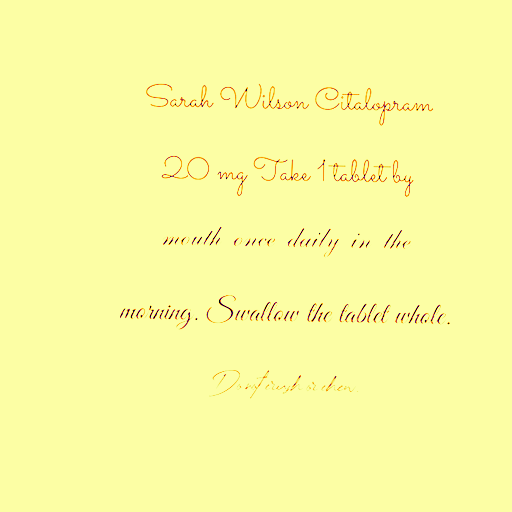 Sarah Wilson Citalopram
20 mg Take 1 tablet by
mouth once daily in the
morning. Swallow the tablet whole.
Do not crush or chew.